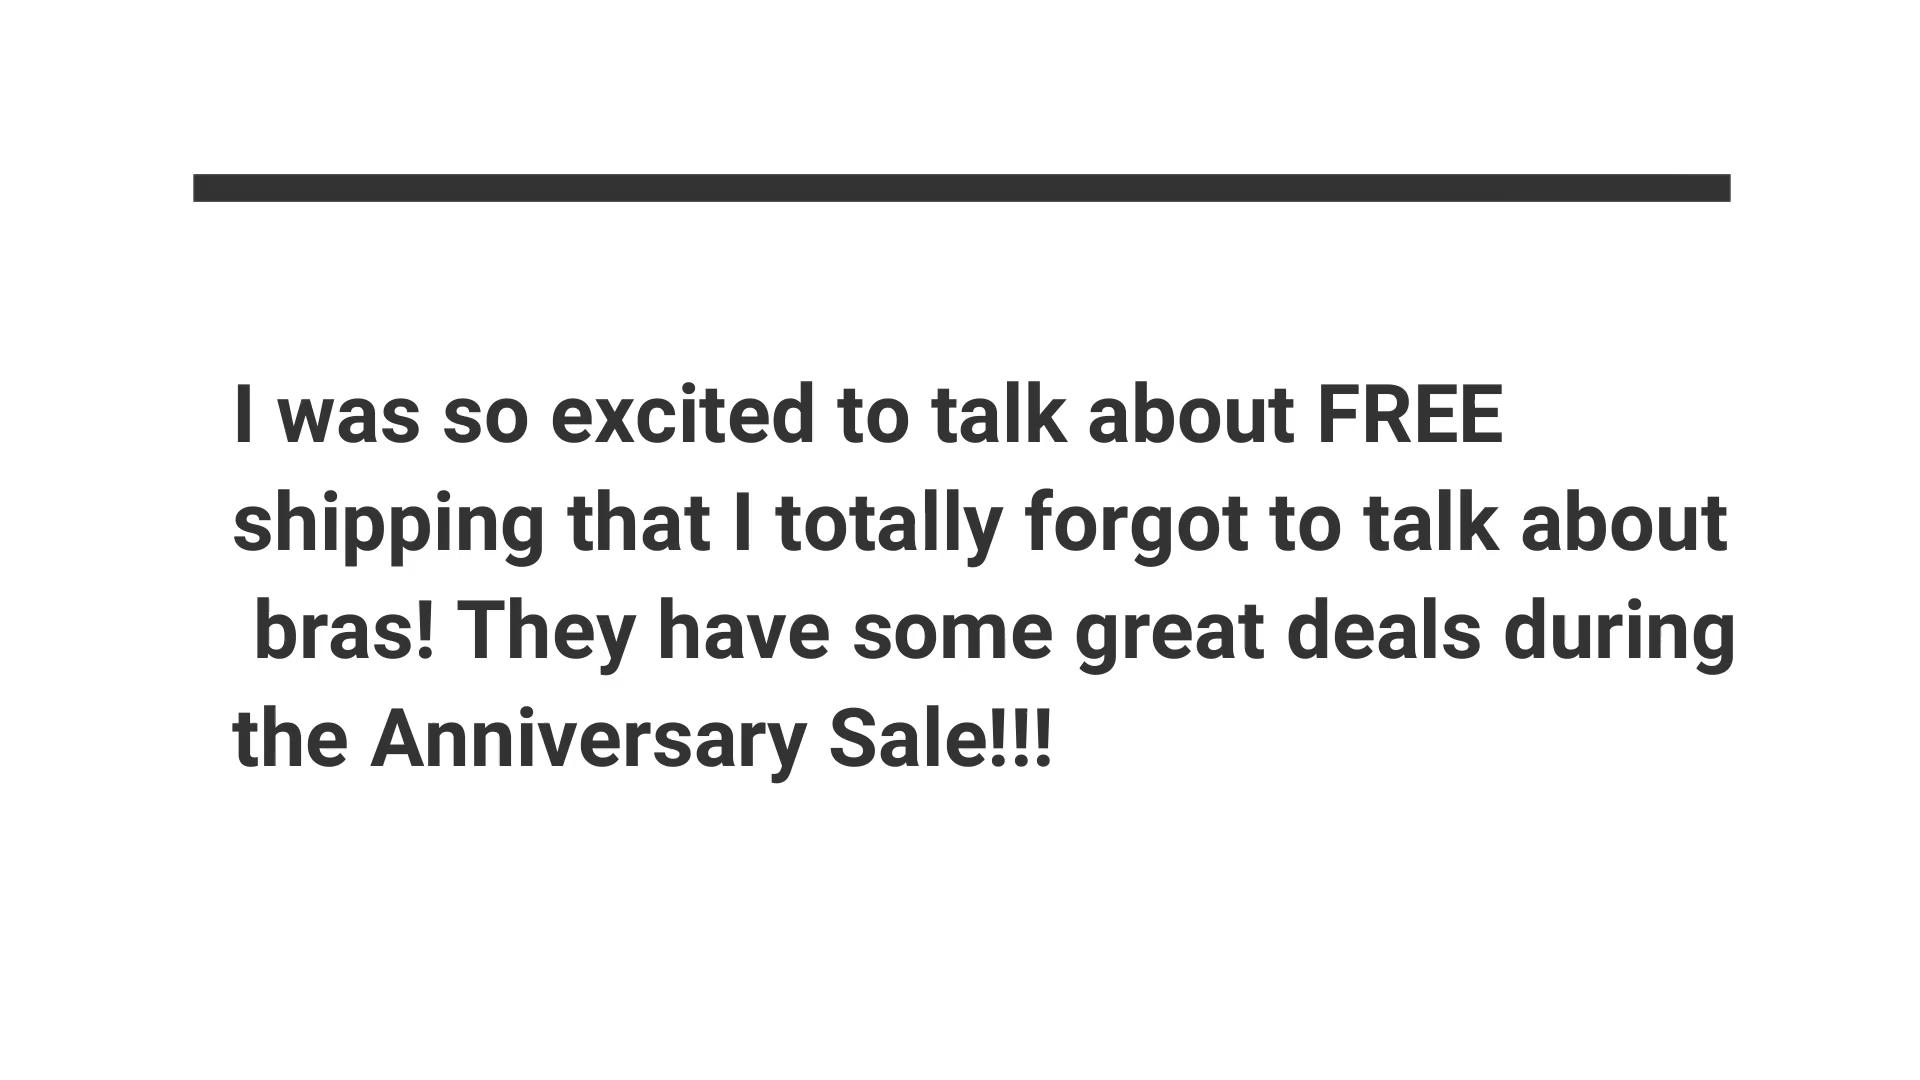 I was so excited to talk about FREE
shipping that I totally forgot to talk about
bras! They have some great deals during
the Anniversary Sale!!!